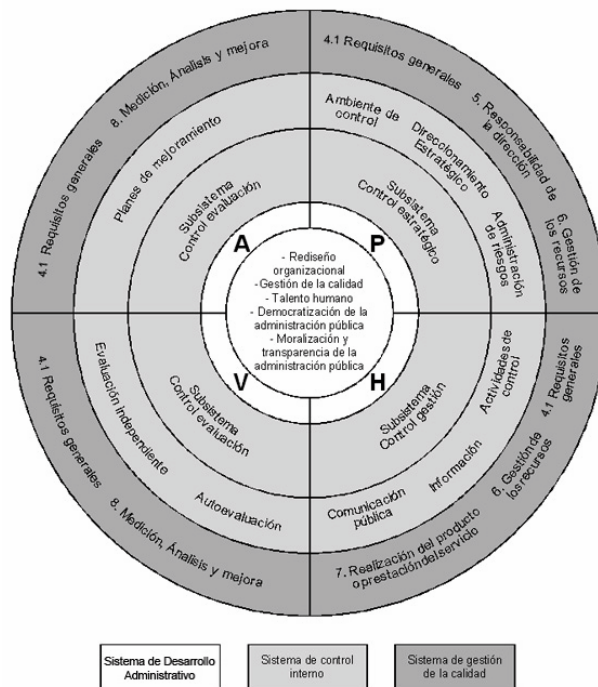 4.1 Requisitos generales
8. Medición, Análisis y mejora
4.1 Requisitos generales
5. Responsabilidad de
la dirección
6. Gestión de
los recursos
Planes de mejoramiento
Ambiente de
control
Direccionamiento
Estratégico
Administración
de riesgos
Subsistema
Control evaluación
Subsistema
Control estratégico
A
P
- Rediseño
organizacional
- Gestión de la calidad
- Talento humano
- Democratización de la
administración pública
- Moralización y
transparencia de la
administración pública
V
H
Subsistema
Control evaluación
Subsistema
Control gestión
Evaluación Independiente
Autoevaluación
Actividades de
control
Información
Comunicación
pública
4.1 Requisitos generales
8. Medición, Análisis y mejora
4.1 Requisitos
generales
6. Gestión de
los recursos
7. Realización del producto
o prestación del servicio
Sistema de Desarrollo
Administrativo
Sistema de control
interno
Sistema de gestión
de la calidad